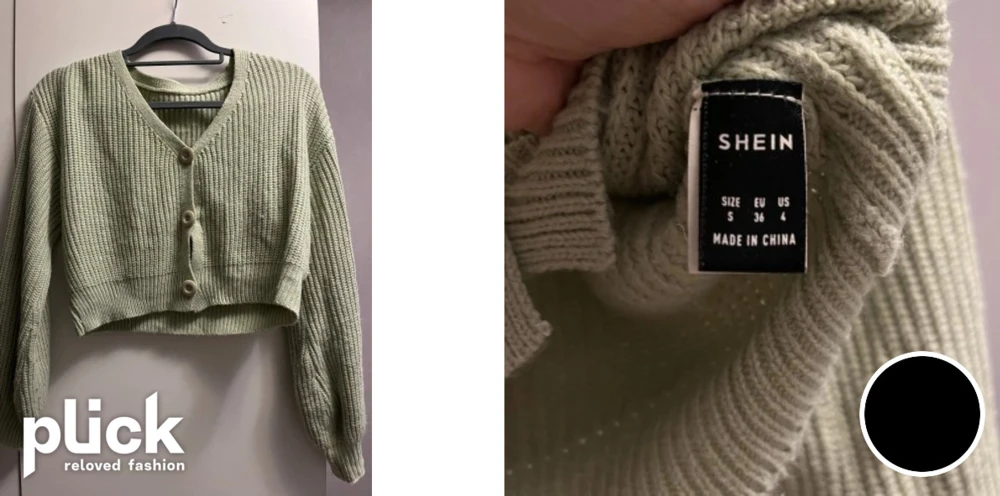 plick
reloved fashion
SHEIN
SIZE EU US
S 36 4
MADE IN CHINA